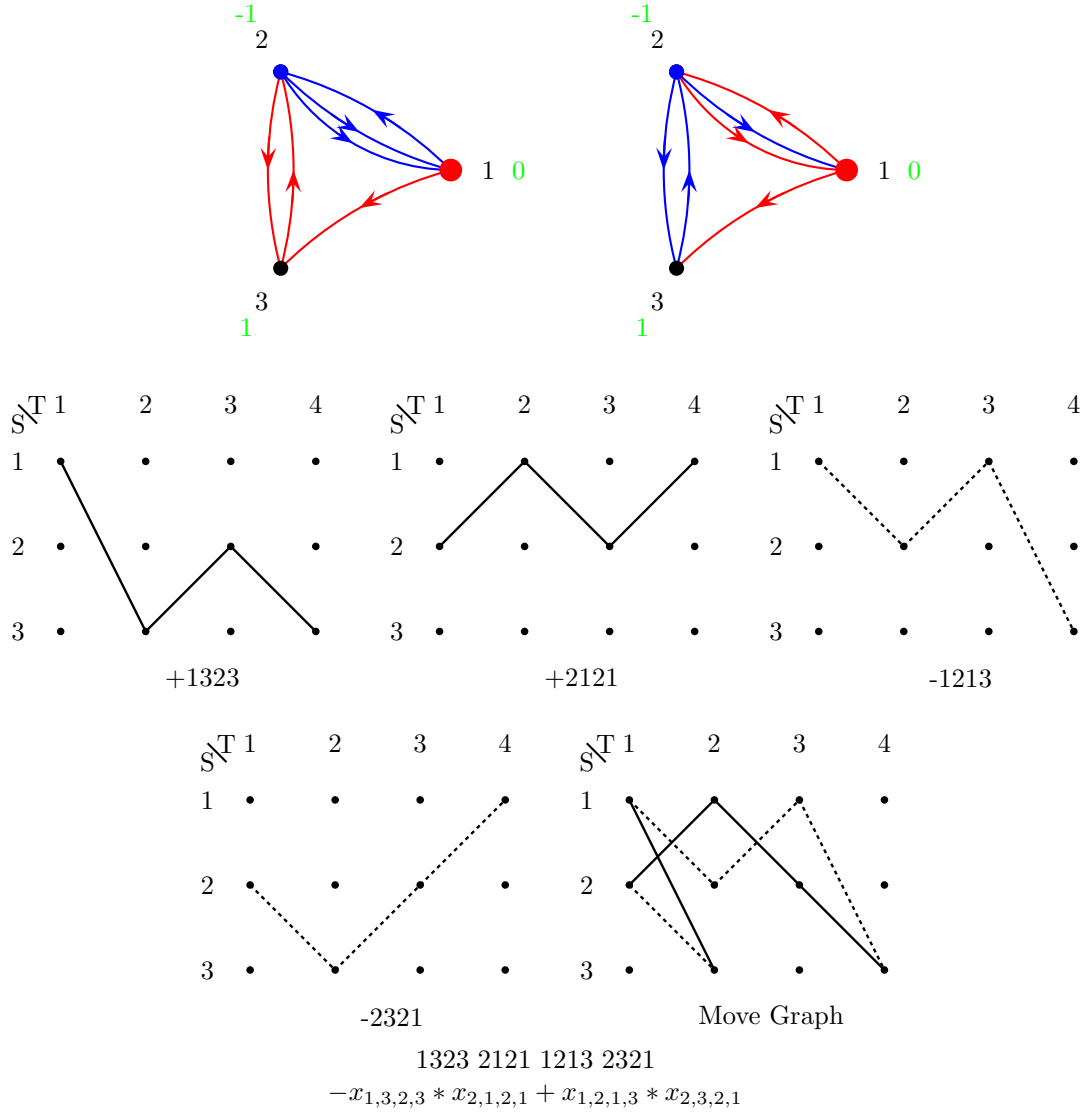 -1 -1
2 2
1 0 1 0
3 3
1 1
S\T 1 2 3 4 S\T 1 2 3 4 S\T 1 2 3 4
1 1 1
2 2 2
3 3 3
+1323 +2121 -1213
S\T 1 2 3 4 S\T 1 2 3 4
1 1
2 2
3 3
-2321 Move Graph
1323 2121 1213 2321
$-x_{1,3,2,3} * x_{2,1,2,1} + x_{1,2,1,3} * x_{2,3,2,1}$